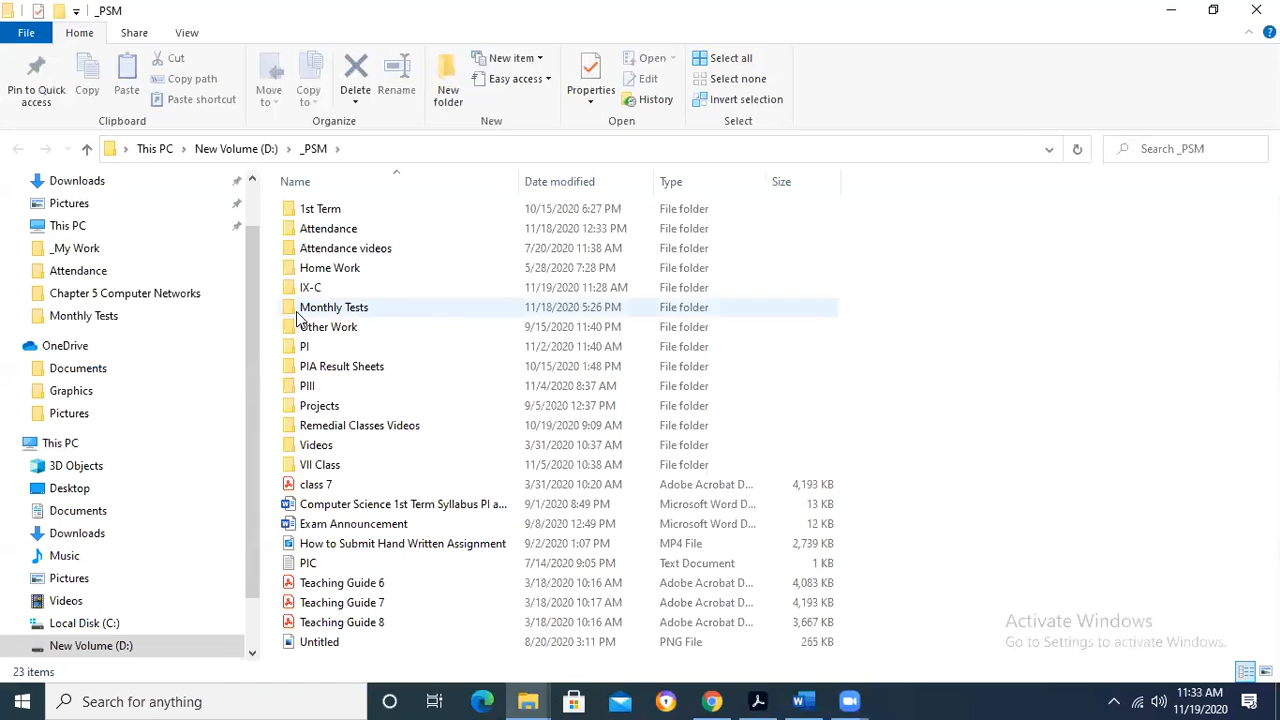 _PSM
File Home Share View
Pin to Quick access
Copy
Paste
Cut
Copy path
Paste shortcut
Clipboard
Move to
Copy to
Delete
Rename
Organize
New folder
New item
Easy access
New
Properties
Open
Edit
History
Open
Select all
Select none
Invert selection
Select
This PC New Volume (D:) _PSM
Search _PSM
Downloads
Pictures
This PC
_My Work
Attendance
Chapter 5 Computer Networks
Monthly Tests
OneDrive
Documents
Graphics
Pictures
This PC
3D Objects
Desktop
Documents
Downloads
Music
Pictures
Videos
Local Disk (C:)
New Volume (D:)
Name Date modified Type Size
1st Term 10/15/2020 6:27 PM File folder
Attendance 11/18/2020 12:33 PM File folder
Attendance videos 7/20/2020 11:38 AM File folder
Home Work 5/28/2020 7:28 PM File folder
IX-C 11/19/2020 11:28 AM File folder
Monthly Tests 11/18/2020 5:26 PM File folder
Other Work 9/15/2020 11:40 PM File folder
PI 11/2/2020 11:40 AM File folder
PIA Result Sheets 10/15/2020 1:48 PM File folder
PIII 11/4/2020 8:37 AM File folder
Projects 9/5/2020 12:37 PM File folder
Remedial Classes Videos 10/19/2020 9:09 AM File folder
Videos 3/31/2020 10:37 AM File folder
VII Class 11/5/2020 10:38 AM File folder
class 7 3/31/2020 10:20 AM Adobe Acrobat D... 4,193 KB
Computer Science 1st Term Syllabus PI a... 9/1/2020 8:49 PM Microsoft Word D... 13 KB
Exam Announcement 9/8/2020 12:49 PM Microsoft Word D... 12 KB
How to Submit Hand Written Assignment 9/2/2020 1:07 PM MP4 File 2,739 KB
PIC 7/14/2020 9:05 PM Text Document 1 KB
Teaching Guide 6 3/18/2020 10:16 AM Adobe Acrobat D... 4,083 KB
Teaching Guide 7 3/18/2020 10:17 AM Adobe Acrobat D... 4,193 KB
Teaching Guide 8 3/18/2020 10:16 AM Adobe Acrobat D... 3,667 KB
Untitled 8/20/2020 3:11 PM PNG File 265 KB
Activate Windows
Go to Settings to activate Windows.
23 items
Search for anything
11:33 AM
11/19/2020